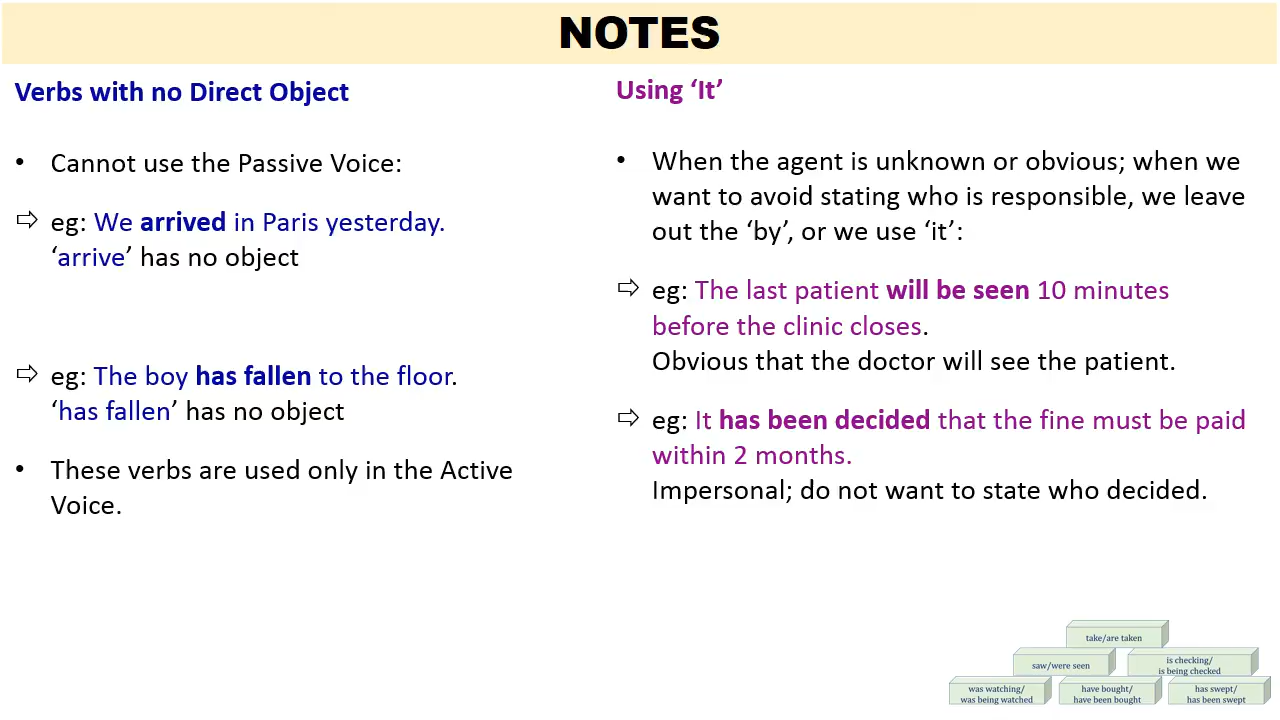 NOTES
Verbs with no Direct Object
• Cannot use the Passive Voice:
⇨ eg: We arrived in Paris yesterday.
‘arrive’ has no object
⇨ eg: The boy has fallen to the floor.
‘has fallen’ has no object
• These verbs are used only in the Active
Voice.
Using ‘It’
• When the agent is unknown or obvious; when we
want to avoid stating who is responsible, we leave
out the ‘by’, or we use ‘it’:
⇨ eg: The last patient will be seen 10 minutes
before the clinic closes.
Obvious that the doctor will see the patient.
⇨ eg: It has been decided that the fine must be paid
within 2 months.
Impersonal; do not want to state who decided.
take/are taken
saw/were seen
is checking/
is being checked
was watching/
was being watched
have bought/
have been bought
has swept/
has been swept